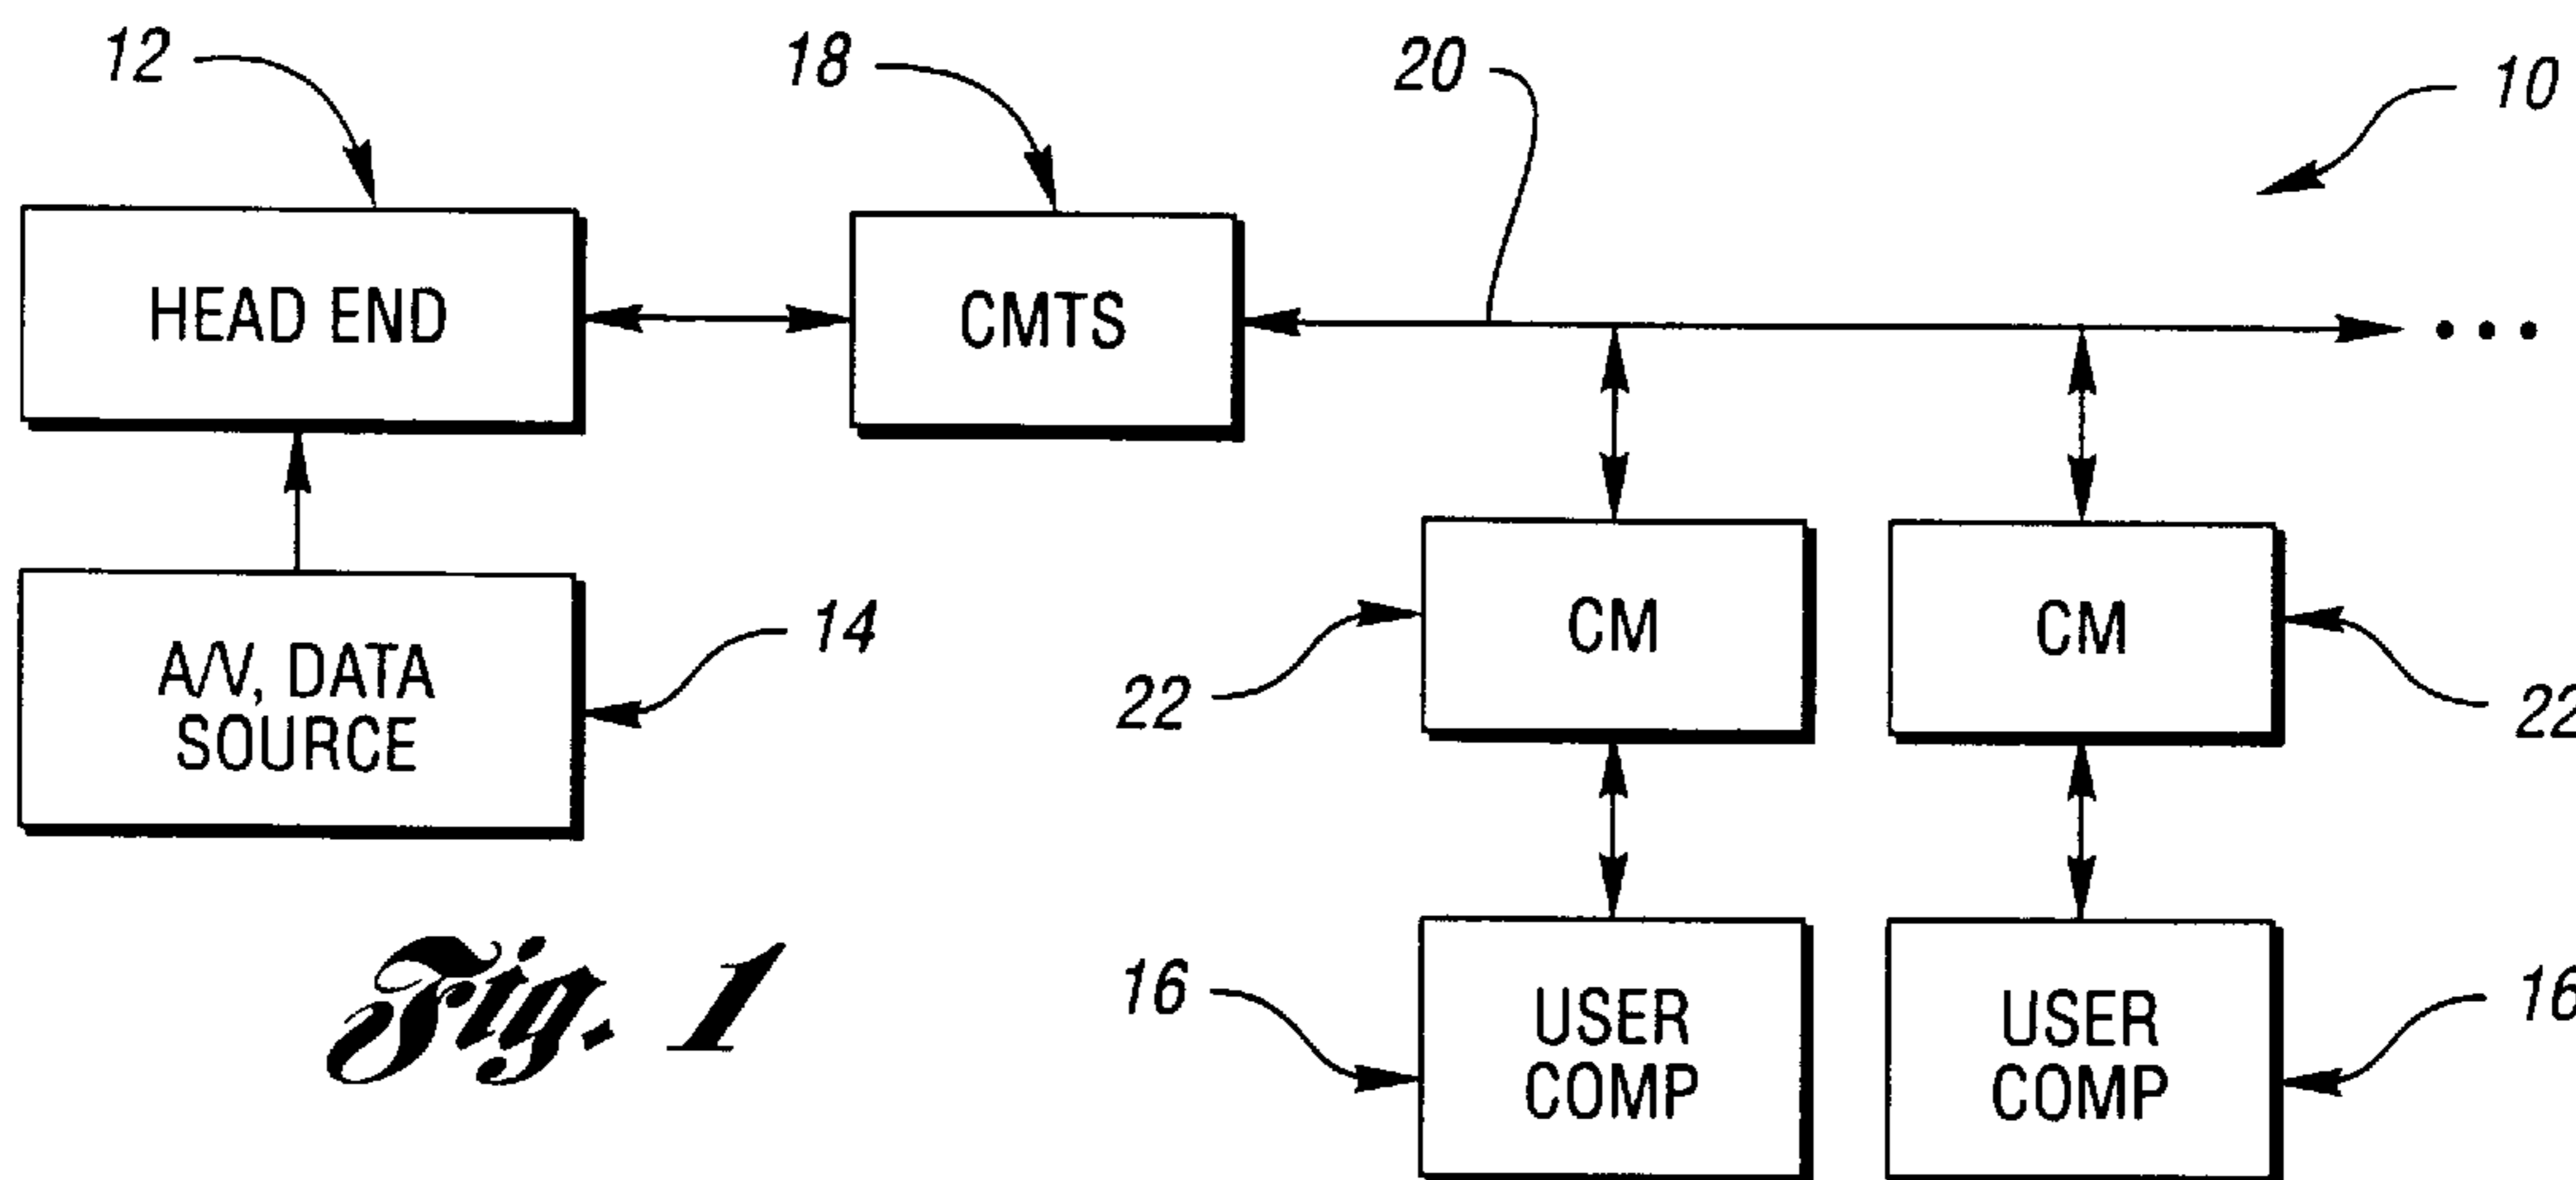 12
18
20
10
HEAD END
CMTS
A/V, DATA
SOURCE
14
CM
CM
22
22
16
USER
COMP
USER
COMP
16
Fig. 1